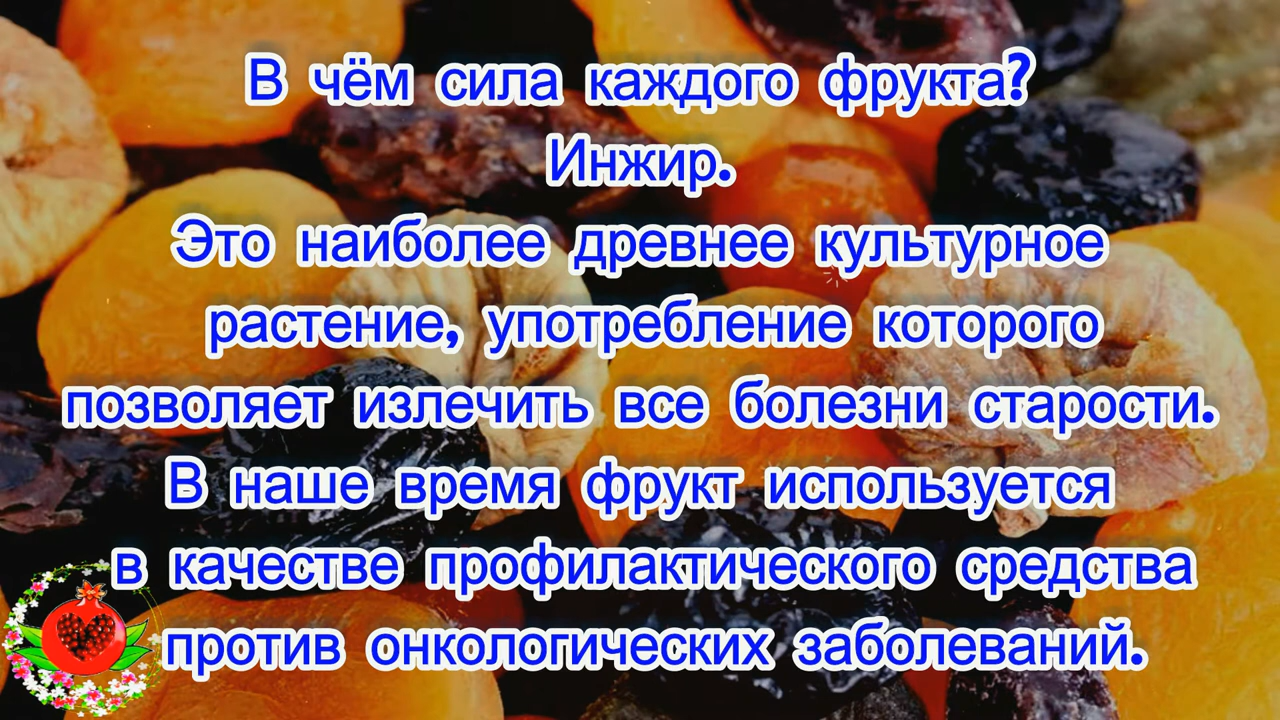 В чём сила каждого фрукта?
Инжир.
Это наиболее древнее культурное
растение, употребление которого
позволяет излечить все болезни старости.
В наше время фрукт используется
в качестве профилактического средства
против онкологических заболеваний.